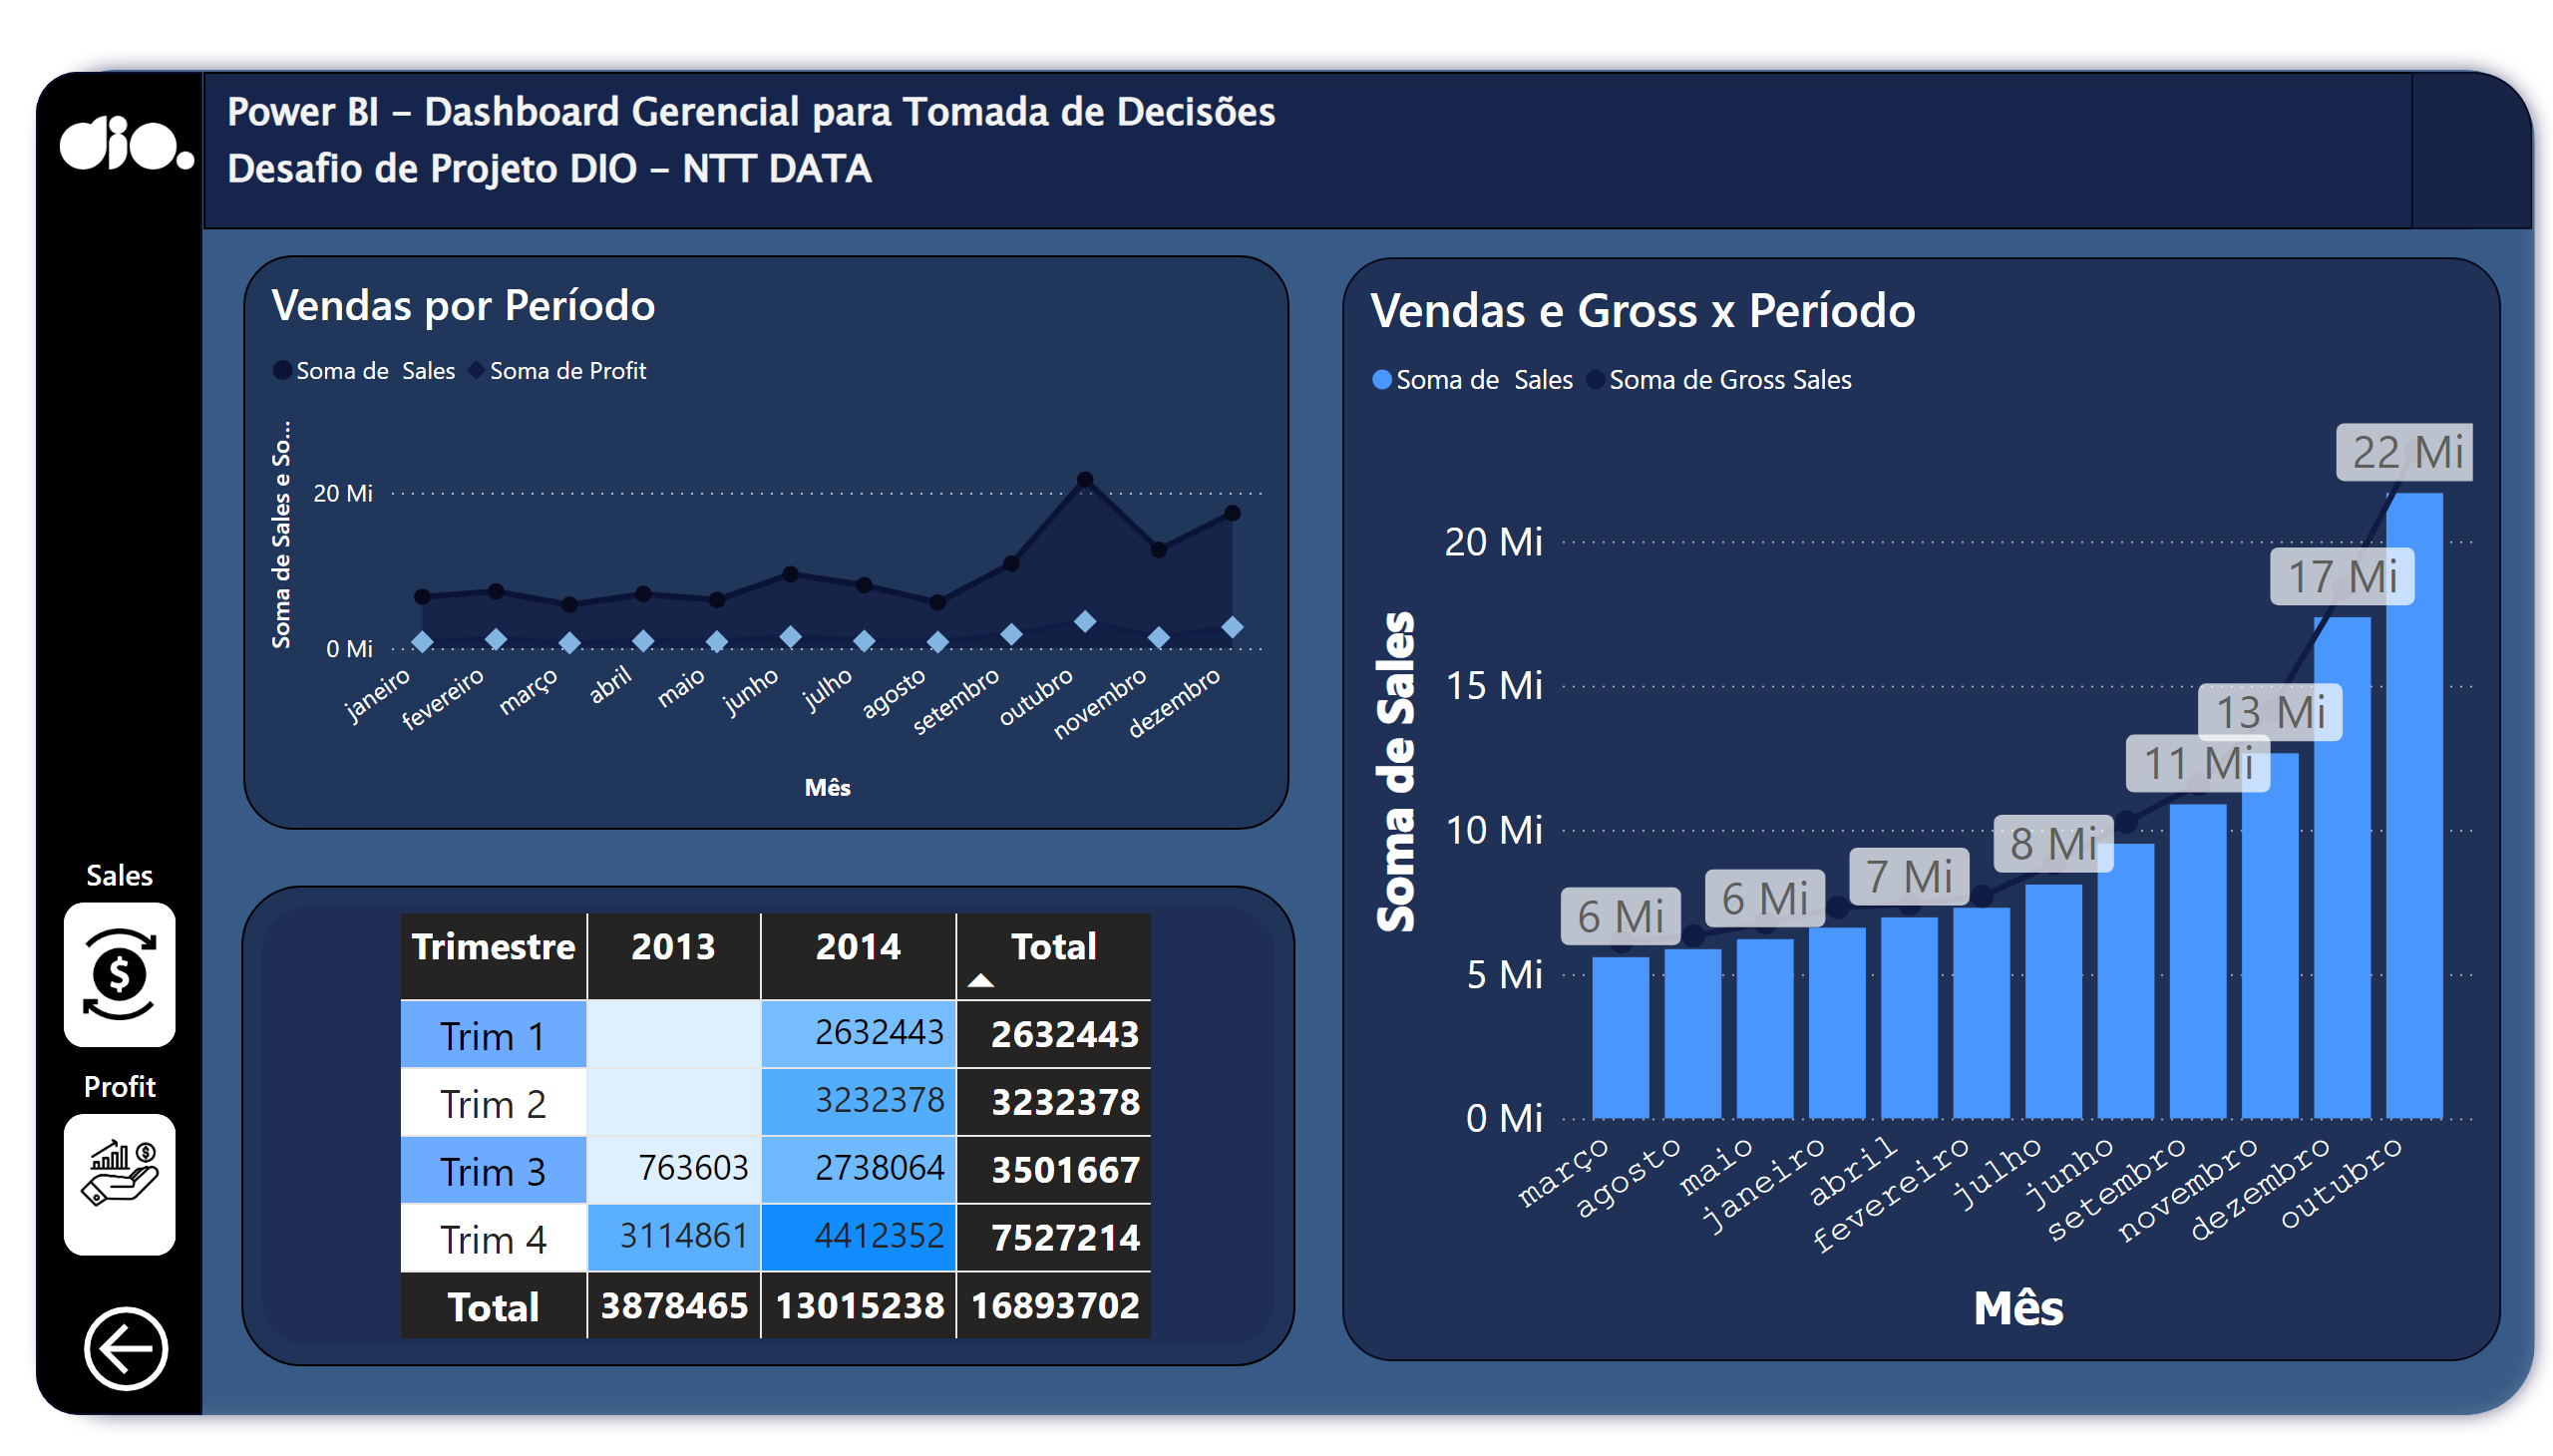 dio.
Power BI – Dashboard Gerencial para Tomada de Decisões
Desafio de Projeto DIO – NTT DATA
Vendas por Período
Soma de Sales Soma de Profit
Soma de Sales e So...
20 Mi
0 Mi
janeiro fevereiro março abril maio junho julho agosto setembro outubro novembro dezembro
Mês
Vendas e Gross x Período
Soma de Sales Soma de Gross Sales
Soma de Sales
20 Mi
15 Mi
10 Mi
5 Mi
0 Mi
6 Mi 6 Mi 7 Mi 8 Mi 11 Mi 13 Mi 17 Mi 22 Mi
março agosto maio janeiro abril fevereiro julho junho setembro novembro dezembro outubro
Mês
Sales
$
Profit
$
Trimestre 2013 2014 Total
Trim 1 2632443 2632443
Trim 2 3232378 3232378
Trim 3 763603 2738064 3501667
Trim 4 3114861 4412352 7527214
Total 3878465 13015238 16893702